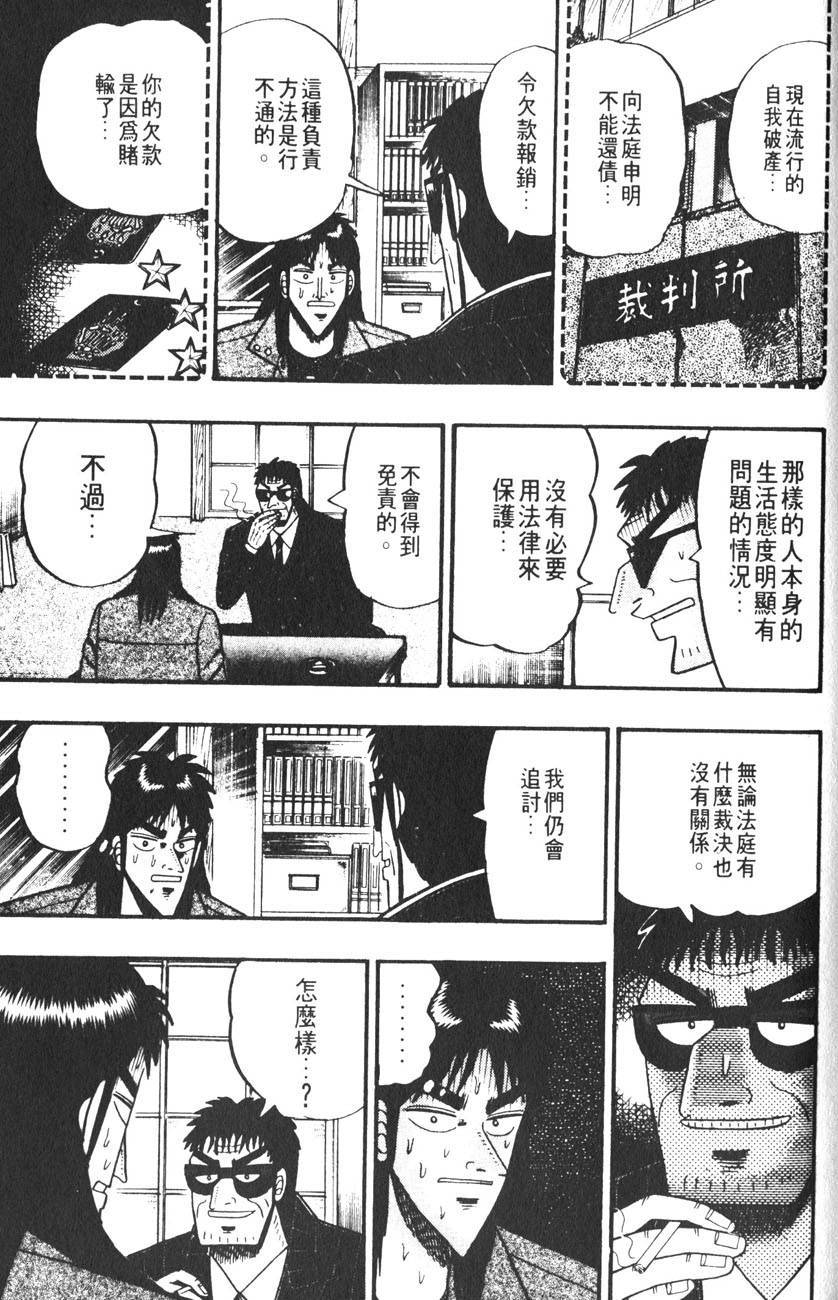 現在流行的
自我破產…
向法庭申明
不能還債…
裁判所
令欠款報銷…
這種負責
方法是行
不通的。
你的欠款
是因爲賭
輸了…
那樣的人本身的
生活態度明顯有
問題的情況…
沒有必要
用法律來
保護…
不會得到
免責的。
不過…
無論法庭有
什麼裁決也
沒有關係。
我們仍會
追討…
……
……
怎麼樣…?